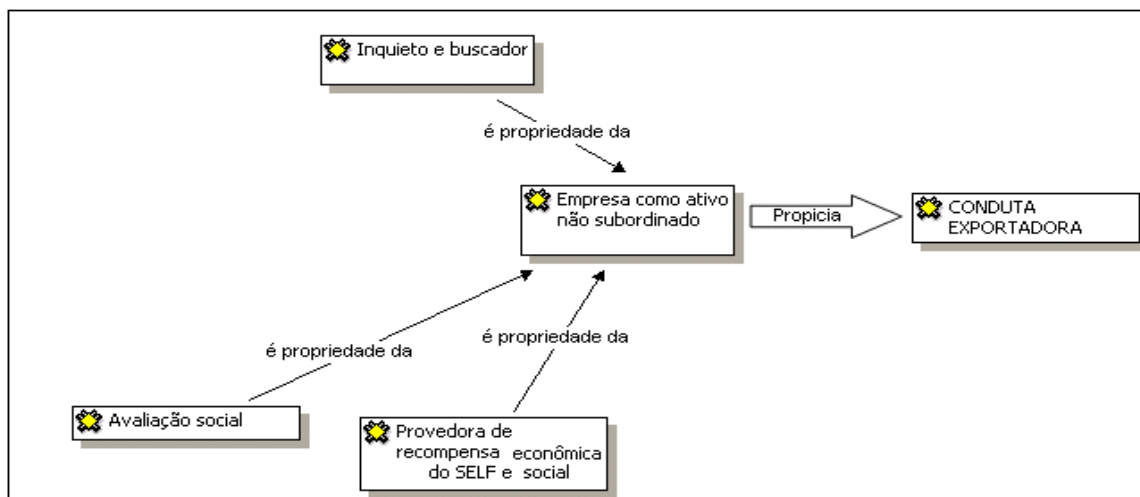 Inquieto e buscador
é propriedade da
Empresa como ativo
não subordinado
Propicia
CONDUTA
EXPORTADORA
é propriedade da
é propriedade da
Avaliação social
Provedora de
recompensa econômica
do SELF e social